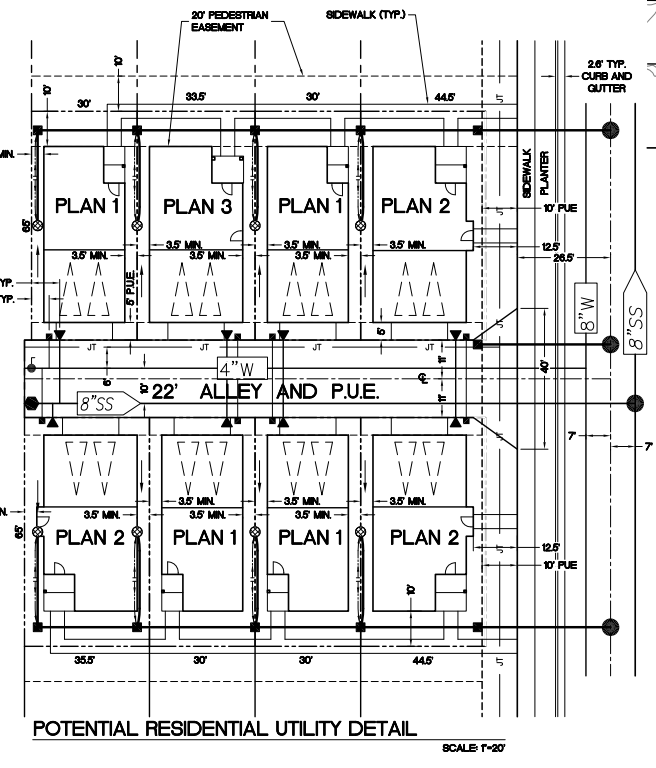 20' PEDESTRIAN
EASEMENT
SIDEWALK (TYP.)
2.6' TYP.
CURB AND
GUTTER
10'
10'
30'
33.5'
30'
44.5'
JT
MIN.
SIDEWALK
PLANTER
PLAN 1
PLAN 3
PLAN 1
PLAN 2
10' PUE
JT
65'
3.5' MIN.
3.5' MIN.
12.5'
3.5' MIN.
3.5' MIN.
3.5' MIN.
26.5'
TYP.
TYP.
5' P.U.E.
8"W
8"SS
5'
JT
JT
JT
JT
JT
11'
6'
10'
4"W
40'
22' ALLEY AND P.U.E.
8"SS
11'
7'
7'
JT
3.5' MIN.
3.5' MIN.
N.
3.5' MIN.
3.5' MIN.
65'
PLAN 2
PLAN 1
PLAN 1
PLAN 2
12.5'
10' PUE
JT
10'
35.5'
30'
30'
44.5'
JT
POTENTIAL RESIDENTIAL UTILITY DETAIL
SCALE: 1"=20'